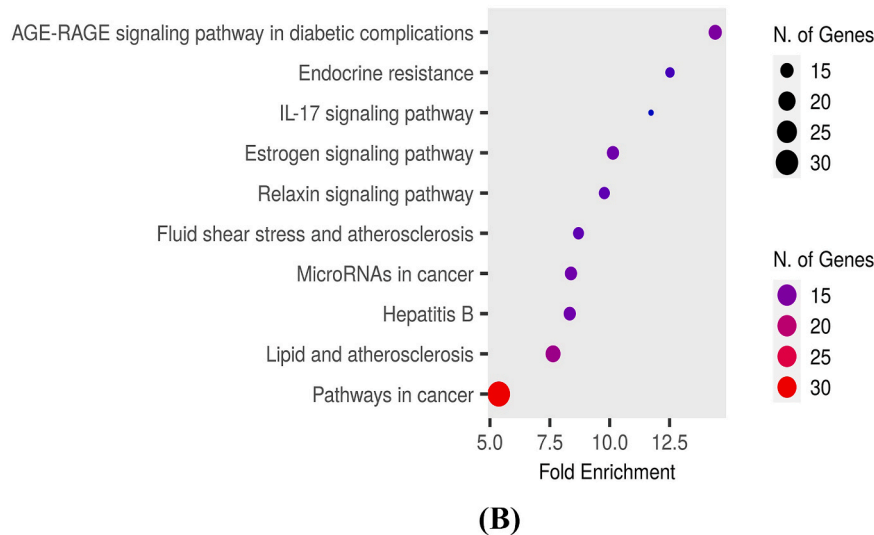 AGE-RAGE signaling pathway in diabetic complications
Endocrine resistance
IL-17 signaling pathway
Estrogen signaling pathway
Relaxin signaling pathway
Fluid shear stress and atherosclerosis
MicroRNAs in cancer
Hepatitis B
Lipid and atherosclerosis
Pathways in cancer
5.0 7.5 10.0 12.5
Fold Enrichment
N. of Genes
15
20
25
30
N. of Genes
15
20
25
30
(B)